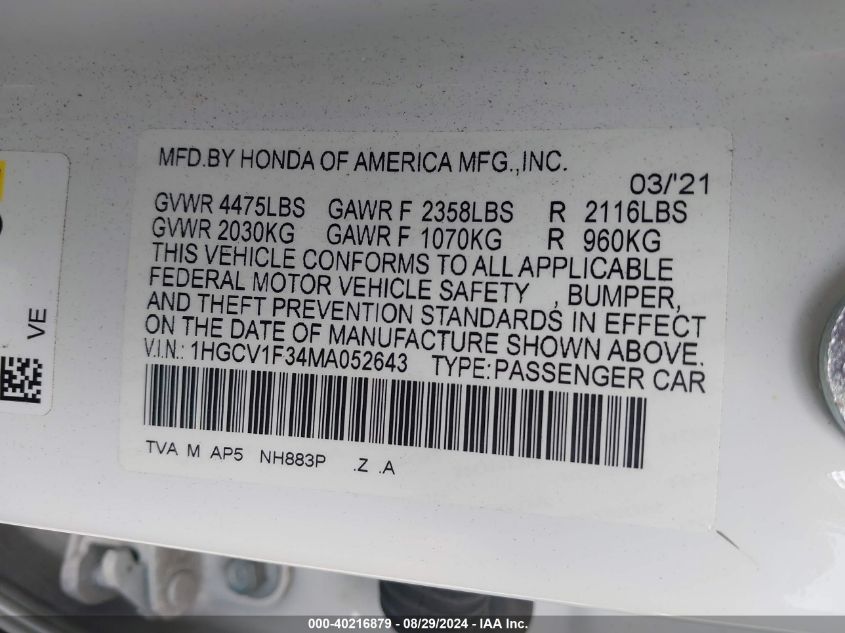 MFD.BY HONDA OF AMERICA MFG.,INC.
03/'21
GVWR 4475LBS GAWR F 2358LBS R 2116LBS
GVWR 2030KG GAWR F 1070KG R 960KG
THIS VEHICLE CONFORMS TO ALL APPLICABLE
FEDERAL MOTOR VEHICLE SAFETY , BUMPER,
AND THEFT PREVENTION STANDARDS IN EFFECT
ON THE DATE OF MANUFACTURE SHOWN ABOVE.
V.I.N.: 1HGCV1F34MA052643 TYPE:PASSENGER CAR
TVA M AP5 NH883P .Z .A
VE
000-40216879 - 08/29/2024 - IAA Inc.